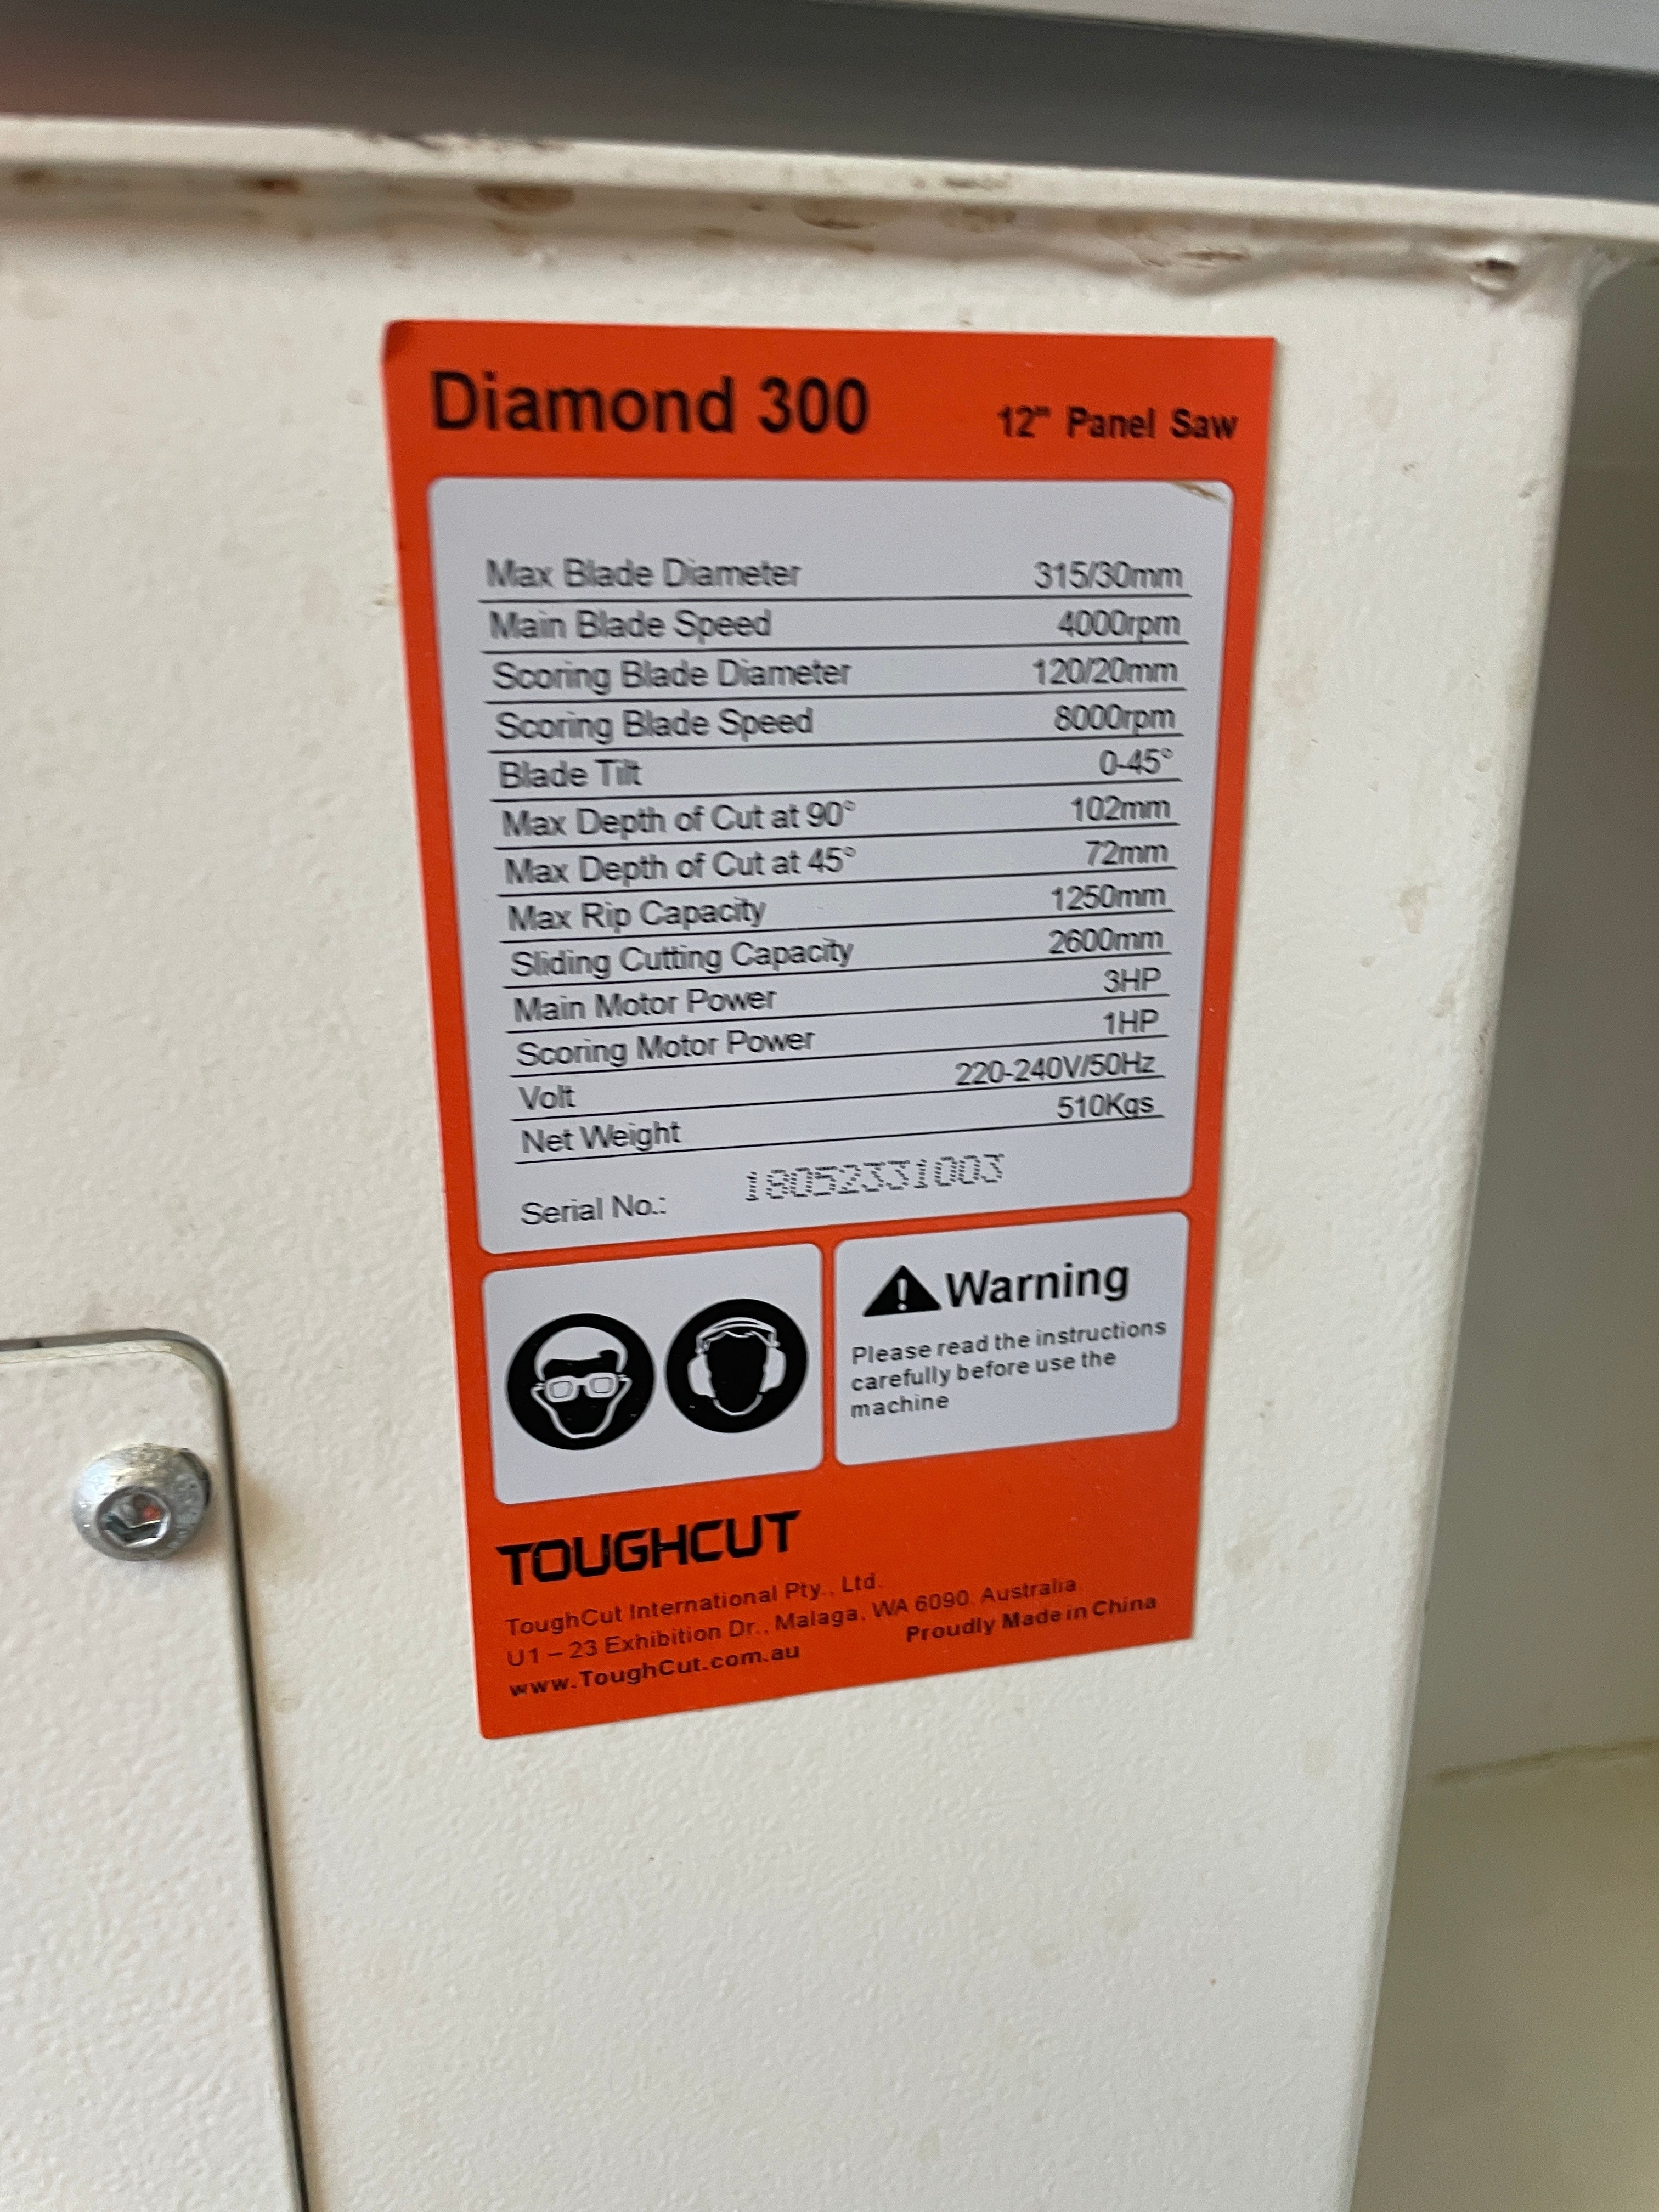 Diamond 300 12" Panel Saw
Max Blade Diameter 315/30mm
Main Blade Speed 4000rpm
Scoring Blade Diameter 120/20mm
Scoring Blade Speed 8000rpm
Blade Tilt 0-45°
Max Depth of Cut at 90° 102mm
Max Depth of Cut at 45° 72mm
Max Rip Capacity 1250mm
Sliding Cutting Capacity 2600mm
Main Motor Power 3HP
Scoring Motor Power 1HP
Volt 220-240V/50Hz
Net Weight 510Kgs
Serial No.: 18052331003
Warning
Please read the instructions
carefully before use the
machine
TOUGHCUT
ToughCut International Pty., Ltd.
U1 – 23 Exhibition Dr., Malaga, WA 6090. Australia
www.ToughCut.com.au Proudly Made in China